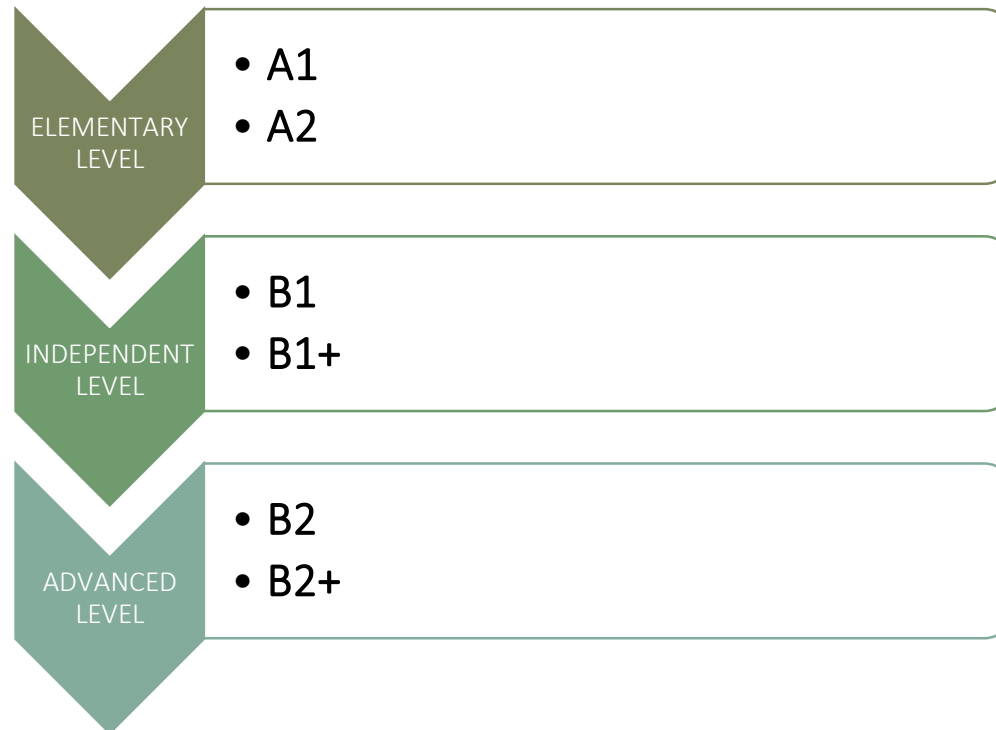 ELEMENTARY
LEVEL
• A1
• A2
INDEPENDENT
LEVEL
• B1
• B1+
ADVANCED
LEVEL
• B2
• B2+